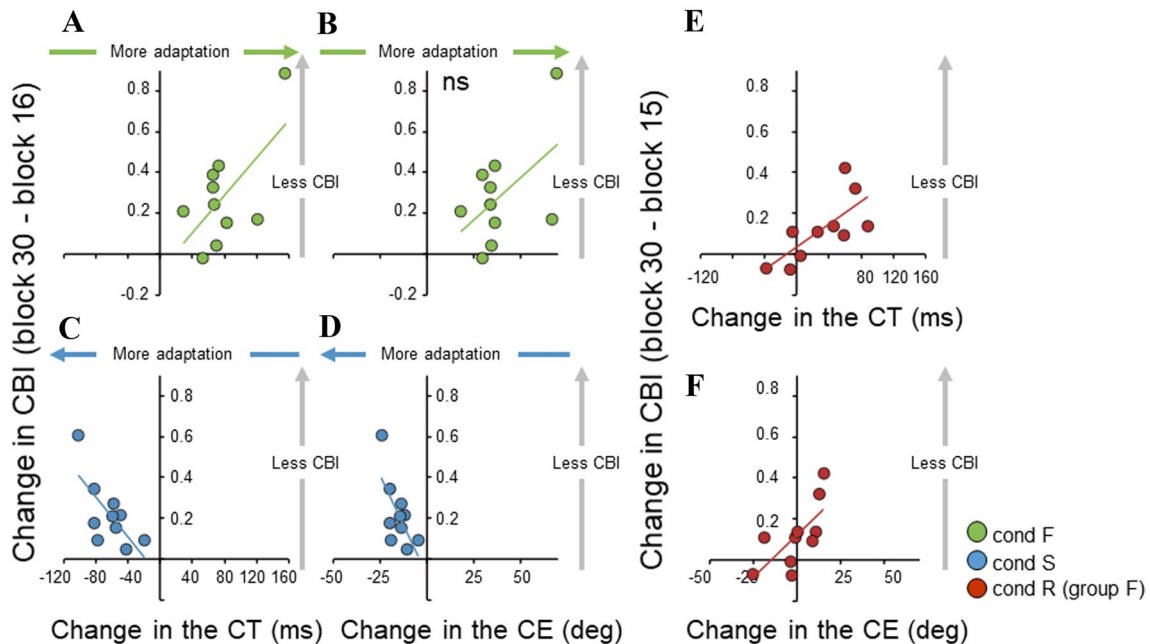 A
B
E
More adaptation
More adaptation
ns
0.8
0.6
0.4
0.2
-0.2
Less CBI
0.8
0.6
0.4
0.2
-0.2
Less CBI
0.8
0.6
0.4
0.2
Less CBI
-120
80 120 160
Change in the CT (ms)
Change in CBI (block 30 - block 16)
Change in CBI (block 30 - block 15)
C
D
F
More adaptation
More adaptation
0.8
0.6
0.4
0.2
Less CBI
-120 -80 -40 0 40 80 120 160
Change in the CT (ms)
0.8
0.6
0.4
0.2
Less CBI
-50 -25 0 25 50
Change in the CE (deg)
0.8
0.6
0.4
0.2
Less CBI
-50 -25 0 25 50
Change in the CE (deg)
cond F
cond S
cond R (group F)